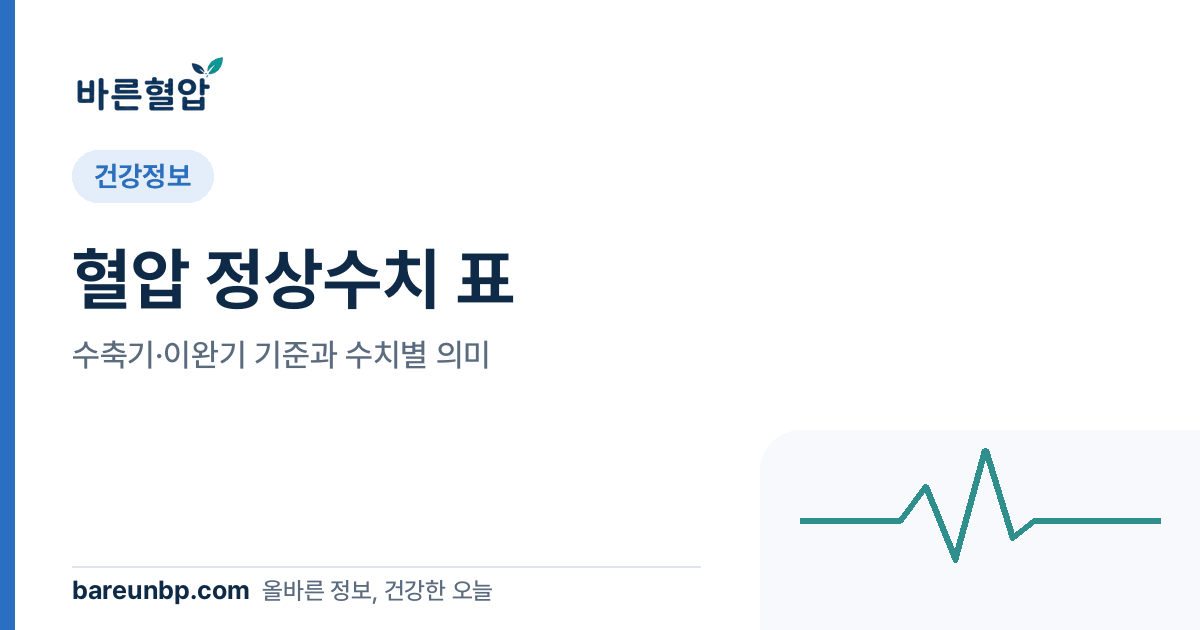 바른혈압
건강정보
혈압 정상수치 표
수축기·이완기 기준과 수치별 의미
bareunbp.com 올바른 정보, 건강한 오늘